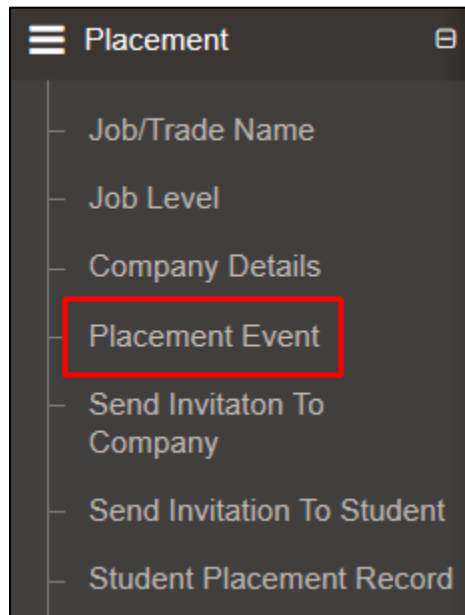 Placement
Job/Trade Name
Job Level
Company Details
Placement Event
Send Invitaton To
Company
Send Invitation To Student
Student Placement Record